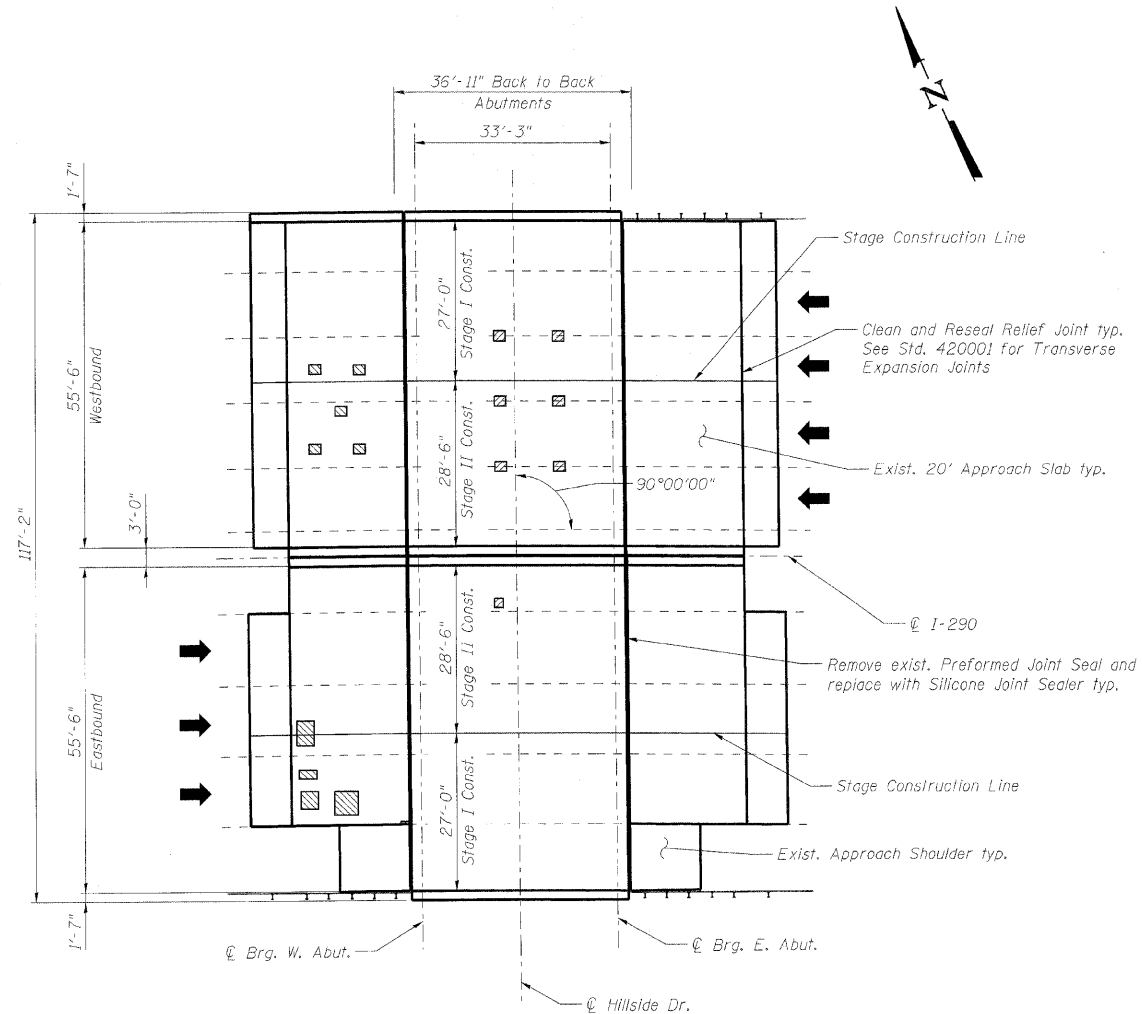 36'-11" Back to Back
Abutments
33'-3"
N
1'-7"
Stage Construction Line
27'-0"
Stage I Const.
Clean and Reseal Relief Joint typ.
See Std. 420001 for Transverse
Expansion Joints
55'-6"
Westbound
28'-6"
Stage II Const.
Exist. 20' Approach Slab typ.
90°00'00"
3'-0"
117'-2"
℄ I-290
28'-6"
Stage II Const.
Remove exist. Preformed Joint Seal and
replace with Silicone Joint Sealer typ.
55'-6"
Eastbound
Stage Construction Line
27'-0"
Stage I Const.
Exist. Approach Shoulder typ.
1'-7"
℄ Brg. W. Abut.
℄ Brg. E. Abut.
℄ Hillside Dr.